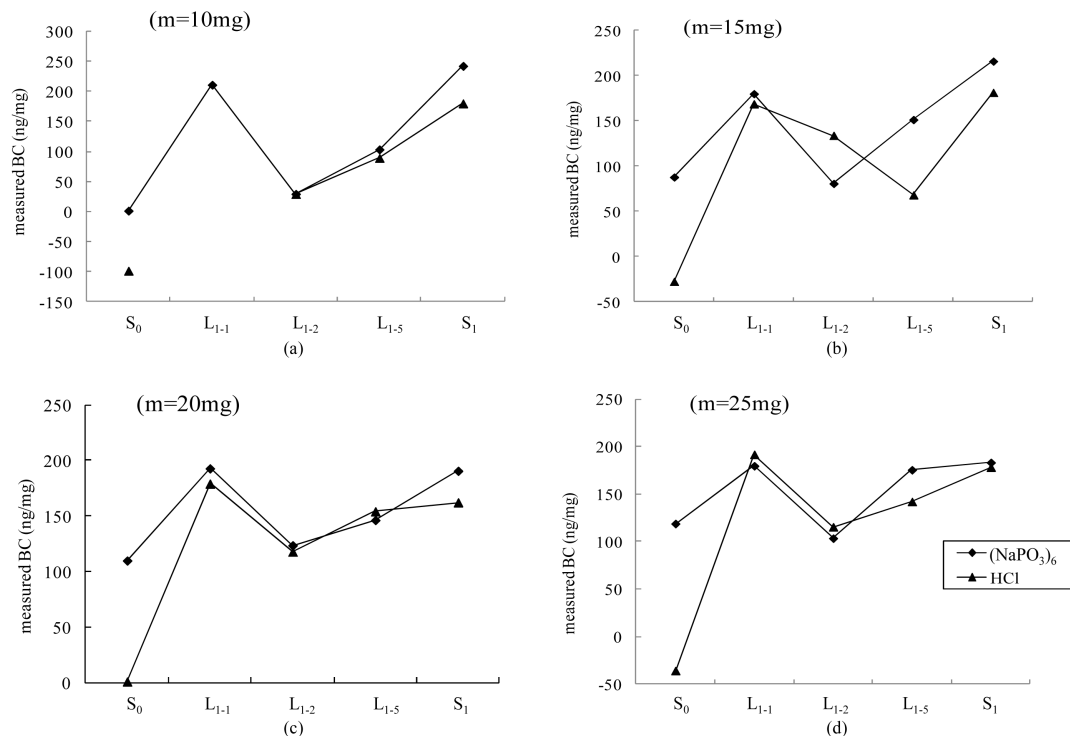 (m=10mg)
measured BC (ng/mg)
300
250
200
150
100
50
0
-50
-100
-150
S₀ L₁₋₁ L₁₋₂ L₁₋₅ S₁
(a)
(m=15mg)
measured BC (ng/mg)
250
200
150
100
50
0
-50
S₀ L₁₋₁ L₁₋₂ L₁₋₅ S₁
(b)
(m=20mg)
measured BC (ng/mg)
250
200
150
100
50
0
S₀ L₁₋₁ L₁₋₂ L₁₋₅ S₁
(c)
(m=25mg)
measured BC (ng/mg)
250
200
150
100
50
0
-50
S₀ L₁₋₁ L₁₋₂ L₁₋₅ S₁
(d)
(NaPO₃)₆
HCl